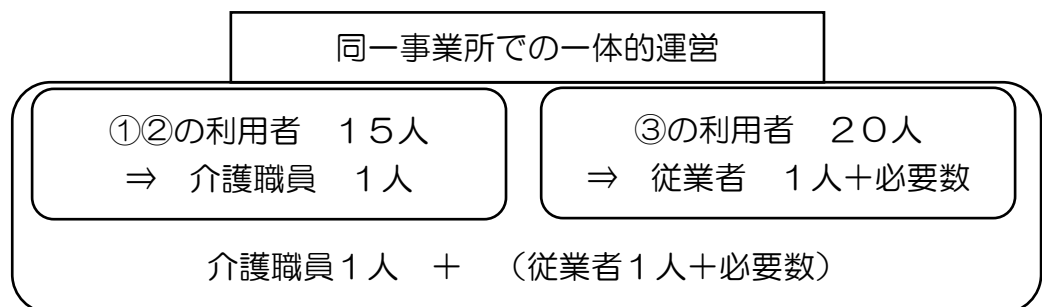 同一事業所での一体的運営
①②の利用者　１５人
⇒　介護職員　１人
③の利用者　２０人
⇒　従業者　１人＋必要数
介護職員１人　＋　（従業者１人＋必要数）